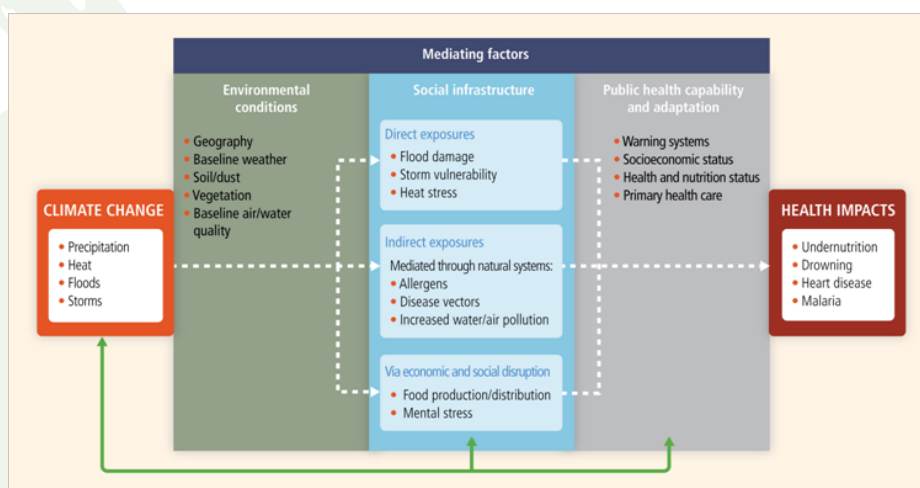 Mediating factors
Environmental
conditions
• Geography
• Baseline weather
• Soil/dust
• Vegetation
• Baseline air/water
quality
Social infrastructure
Direct exposures
• Flood damage
• Storm vulnerability
• Heat stress
Indirect exposures
Mediated through natural systems:
• Allergens
• Disease vectors
• Increased water/air pollution
Via economic and social disruption
• Food production/distribution
• Mental stress
Public health capability
and adaptation
• Warning systems
• Socioeconomic status
• Health and nutrition status
• Primary health care
CLIMATE CHANGE
• Precipitation
• Heat
• Floods
• Storms
HEALTH IMPACTS
• Undernutrition
• Drowning
• Heart disease
• Malaria